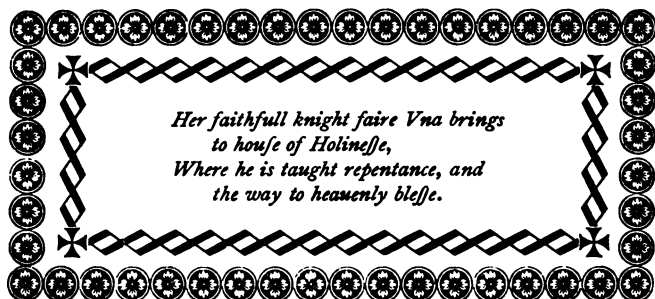 Her faithfull knight faire Vna brings
to houſe of Holineſſe,
Where he is taught repentance, and
the way to heauenly bleſſe.